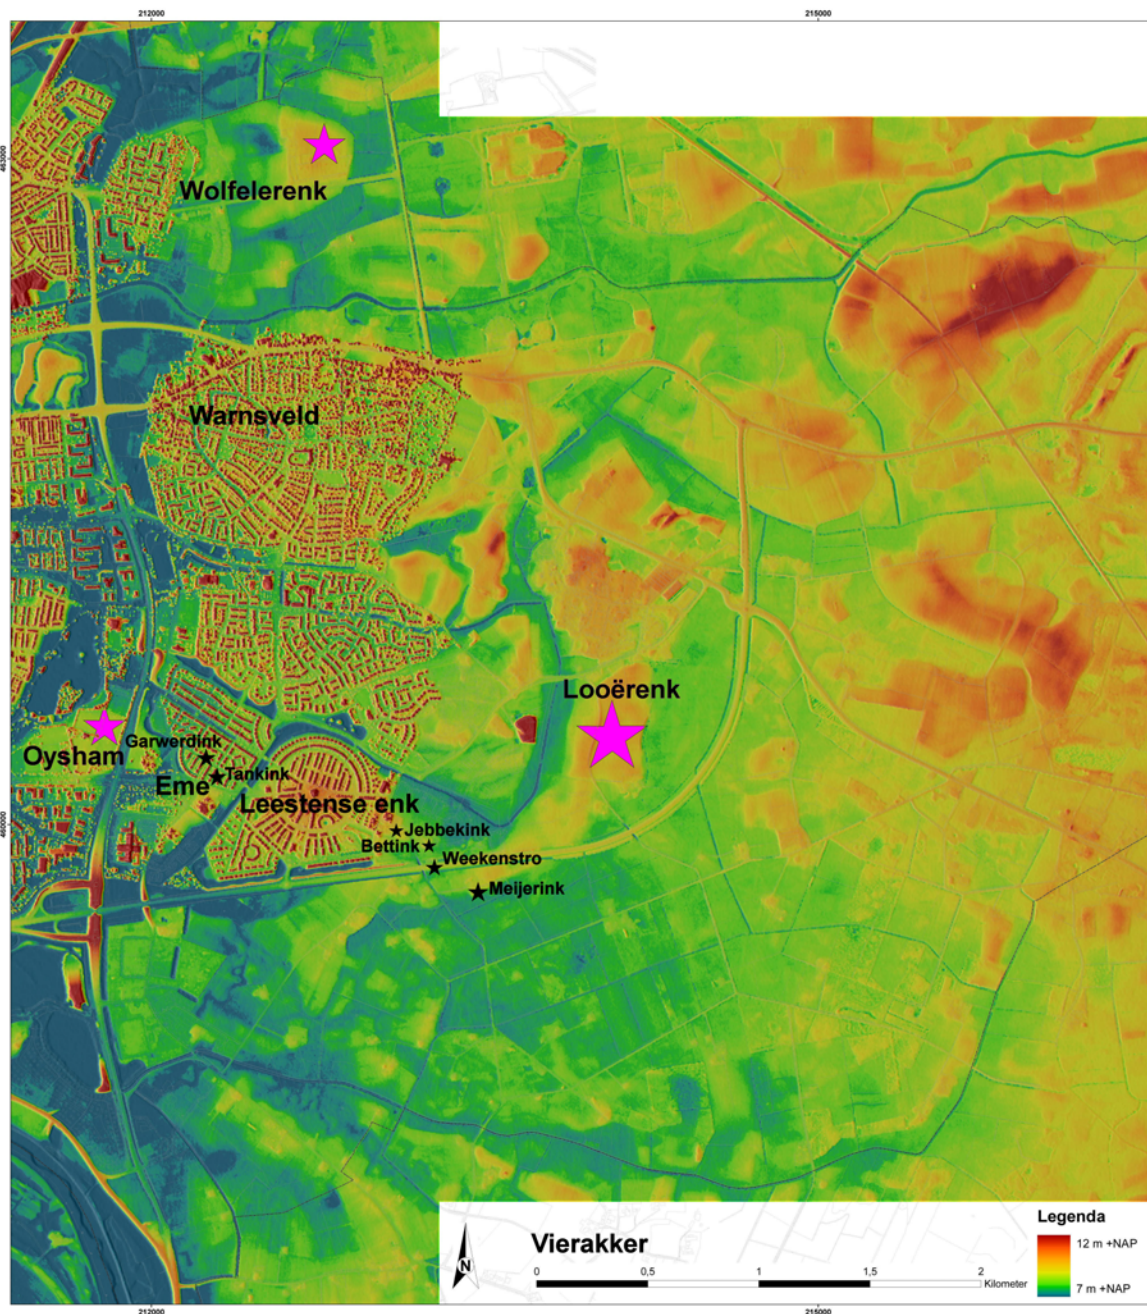 212000
215000
463000
Wolfelerenk
Warnsveld
Looërenk
Oysham
Garwerdink
Eme
Tankink
Leestense enk
460000
Jebbekink
Bettink
Weekenstro
Meijerink
Legenda
12 m +NAP
7 m +NAP
Vierakker
N
0 0,5 1 1,5 2
Kilometer
212000
215000